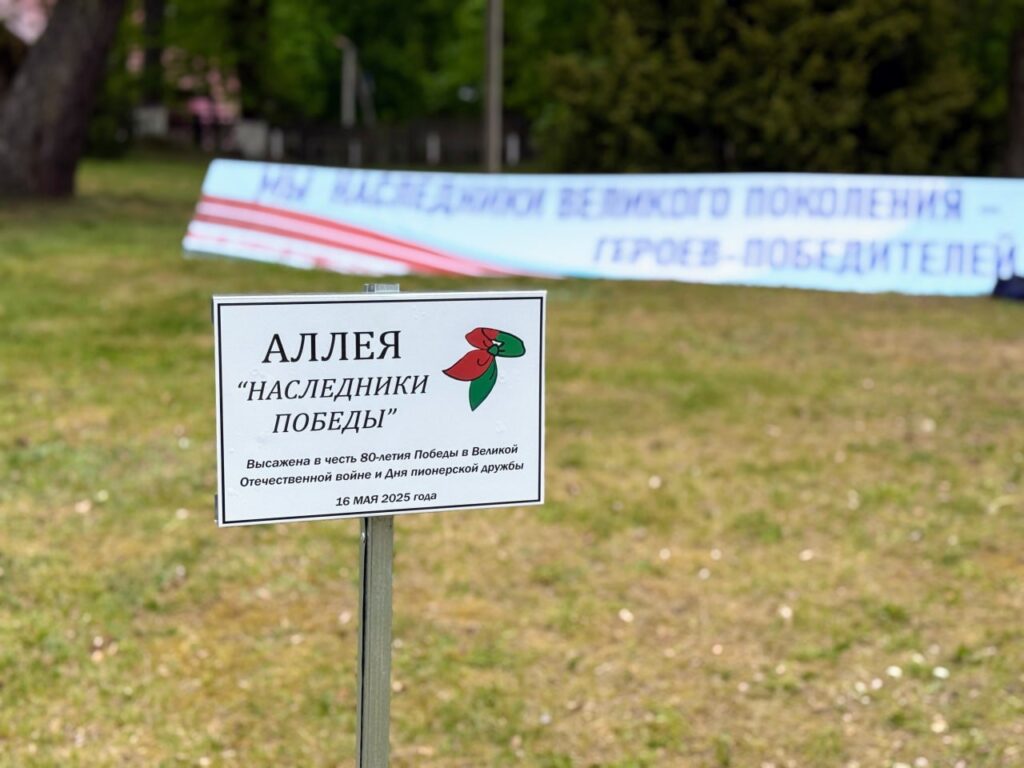 МЫ НАСЛЕДНИКИ ВЕЛИКОГО ПОКОЛЕНИЯ –
ГЕРОЕВ-ПОБЕДИТЕЛЕЙ
АЛЛЕЯ
“НАСЛЕДНИКИ
ПОБЕДЫ”
Высажена в честь 80-летия Победы в Великой
Отечественной войне и Дня пионерской дружбы
16 МАЯ 2025 года